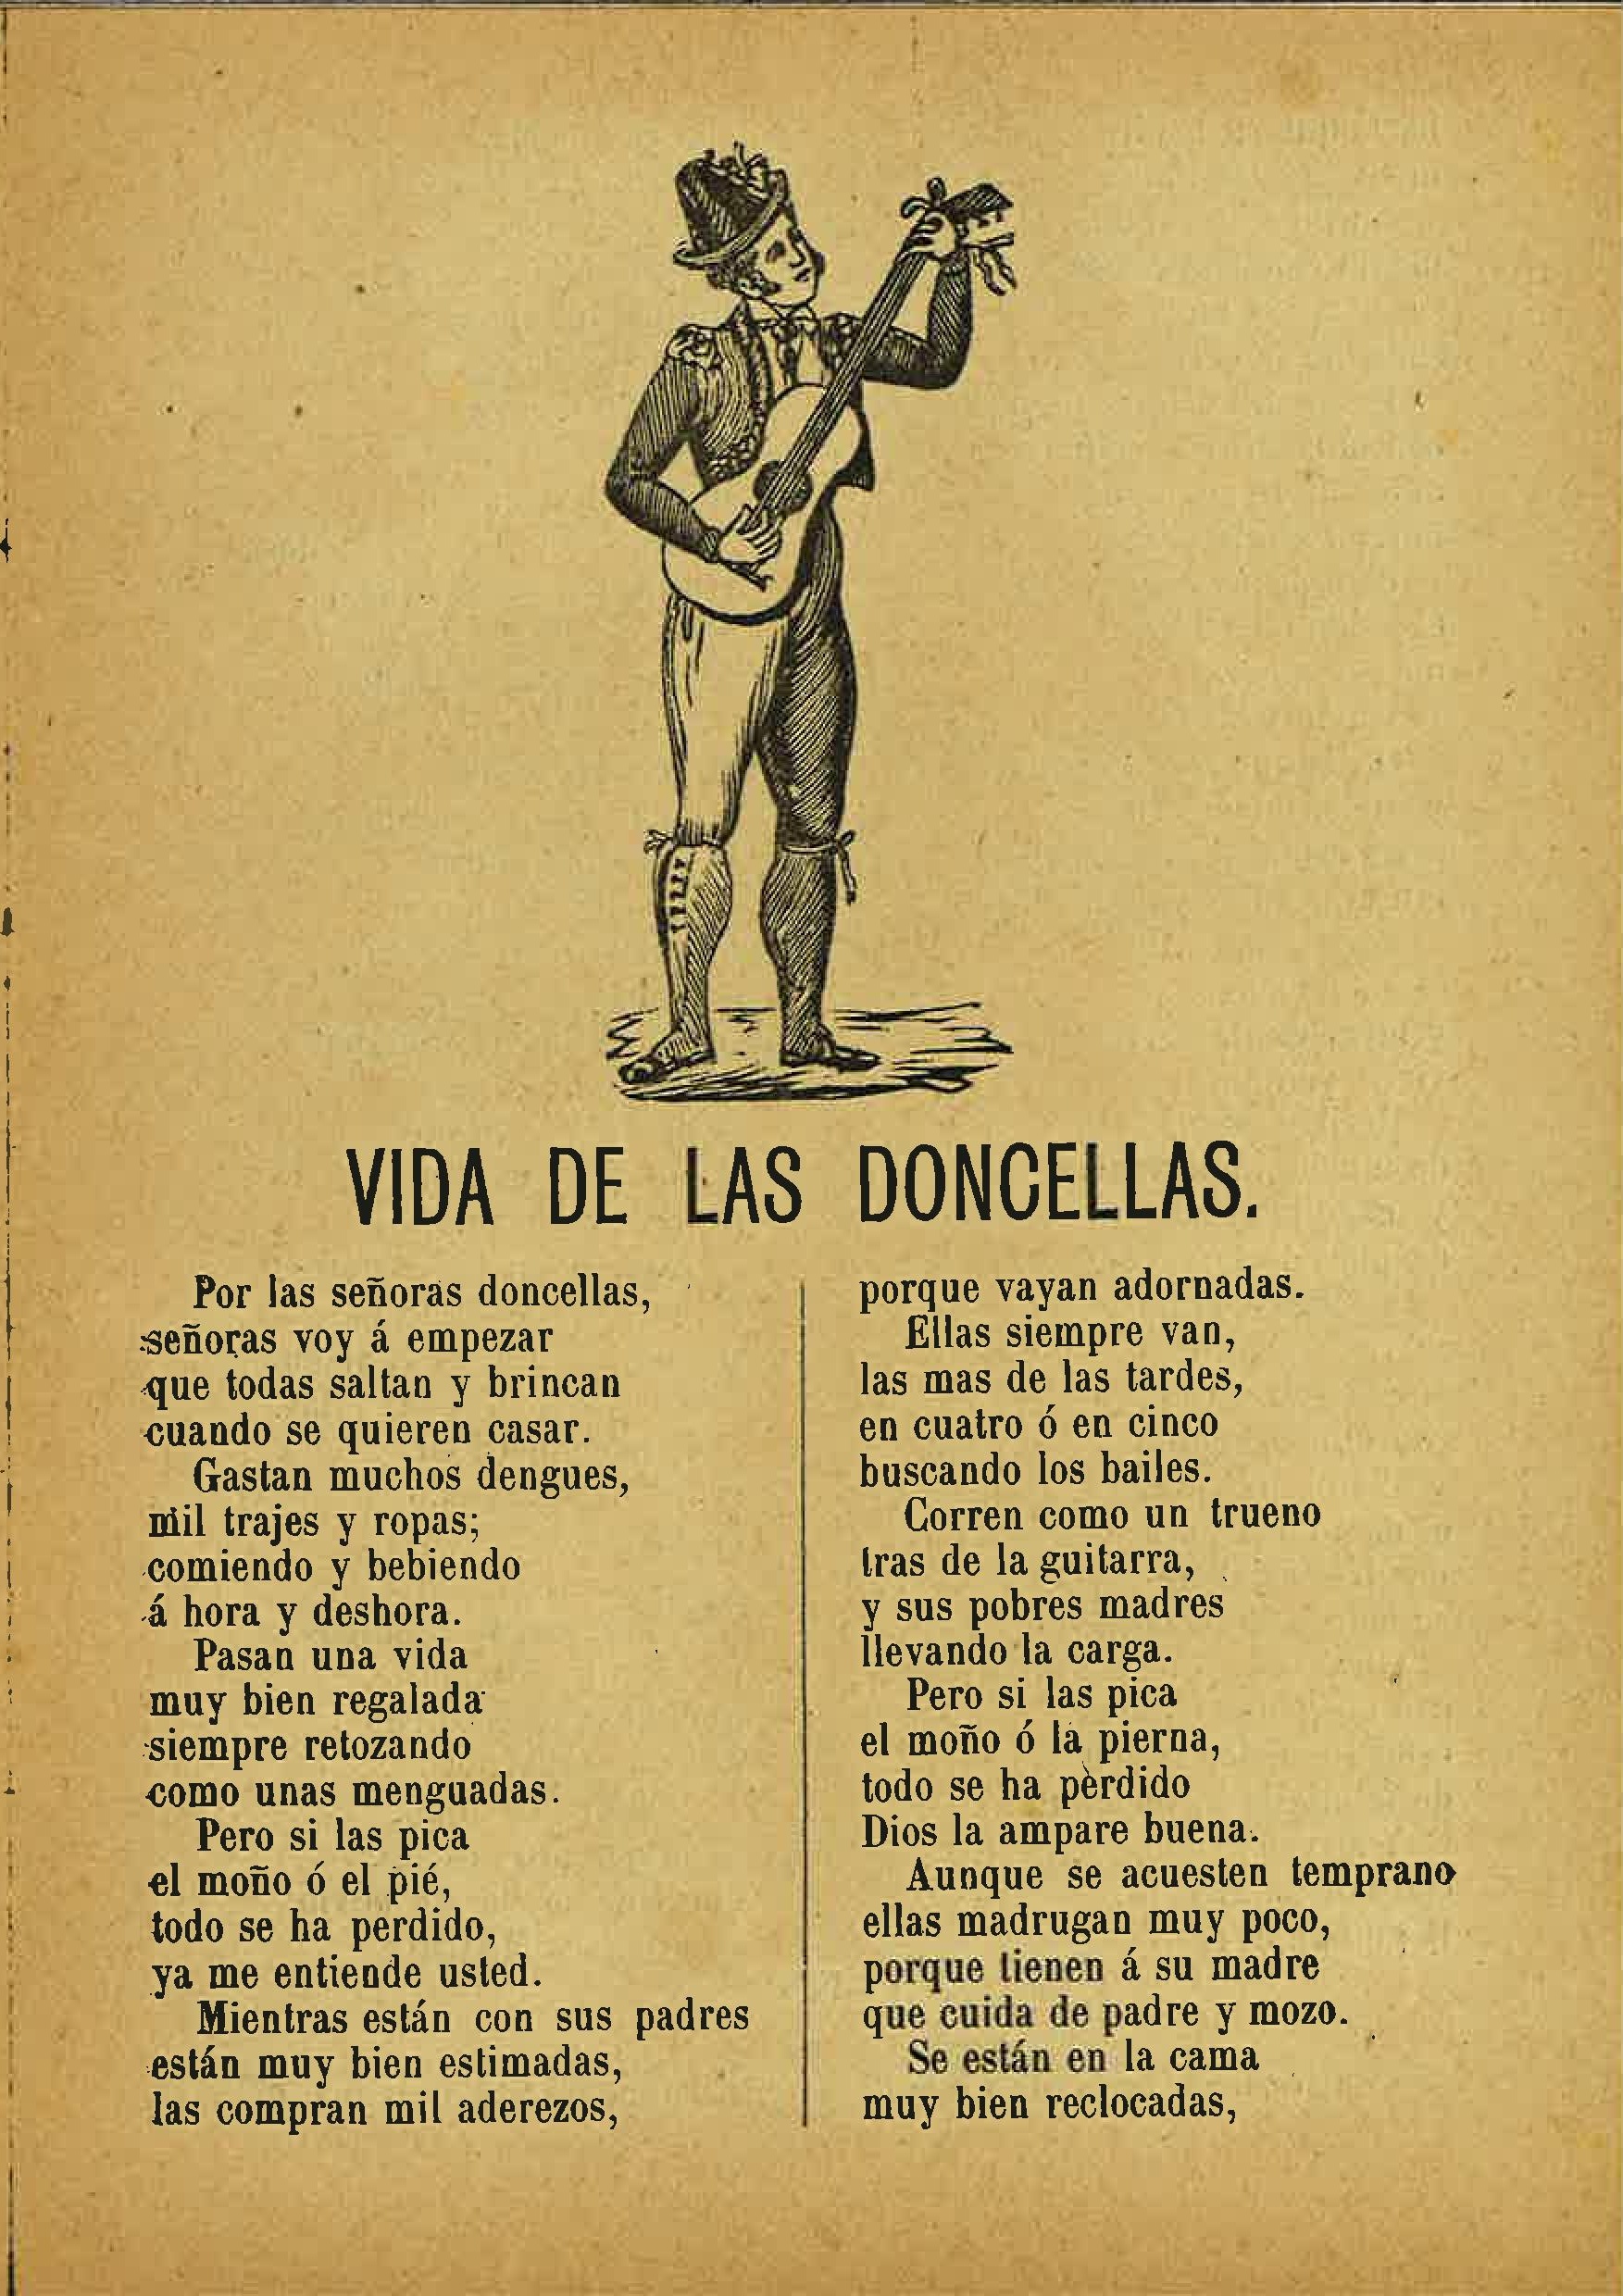 VIDA DE LAS DONCELLAS.
Por las señoras doncellas,
señoras voy á empezar
que todas saltan y brincan
cuando se quieren casar.
Gastan muchos dengues,
mil trajes y ropas;
comiendo y bebiendo
á hora y deshora.
Pasan una vida
muy bien regalada
siempre retozando
como unas menguadas.
Pero si las pica
el moño ó el pié,
todo se ha perdido,
ya me entiende usted.
Mientras están con sus padres
están muy bien estimadas,
las compran mil aderezos,
porque vayan adornadas.
Ellas siempre van,
las mas de las tardes,
en cuatro ó en cinco
buscando los bailes.
Corren como un trueno
tras de la guitarra,
y sus pobres madres
llevando la carga.
Pero si las pica
el moño ó la pierna,
todo se ha perdido
Dios la ampare buena.
Aunque se acuesten temprano
ellas madrugan muy poco,
porque tienen á su madre
que cuida de padre y mozo.
Se están en la cama
muy bien reclocadas,